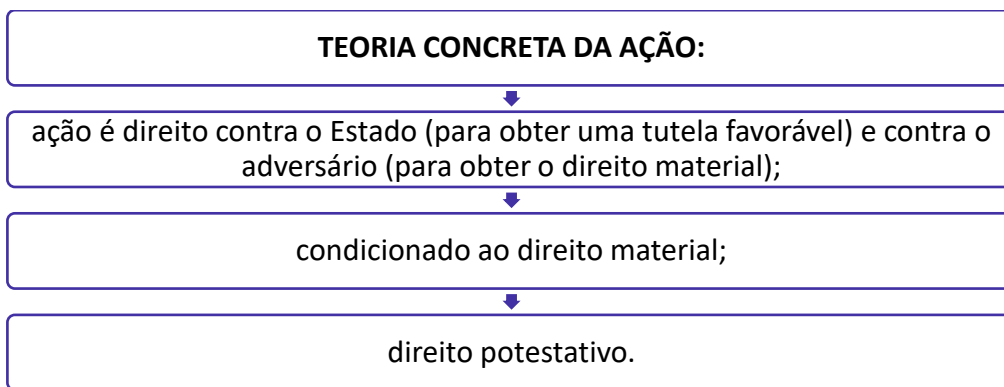 TEORIA CONCRETA DA AÇÃO:
ação é direito contra o Estado (para obter uma tutela favorável) e contra o
adversário (para obter o direito material);
condicionado ao direito material;
direito potestativo.